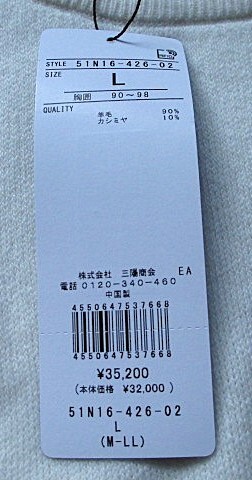 STYLE 51N16-426-02
SIZE L
胸囲 90～98
QUALITY
羊毛 90%
カシミヤ 10%
株式会社 三陽商会 EA
電話 0120-340-460
中国製
4550647537668
4550647537668
¥35,200
(本体価格 ¥32,000)
51N16-426-02
L
(M-LL)